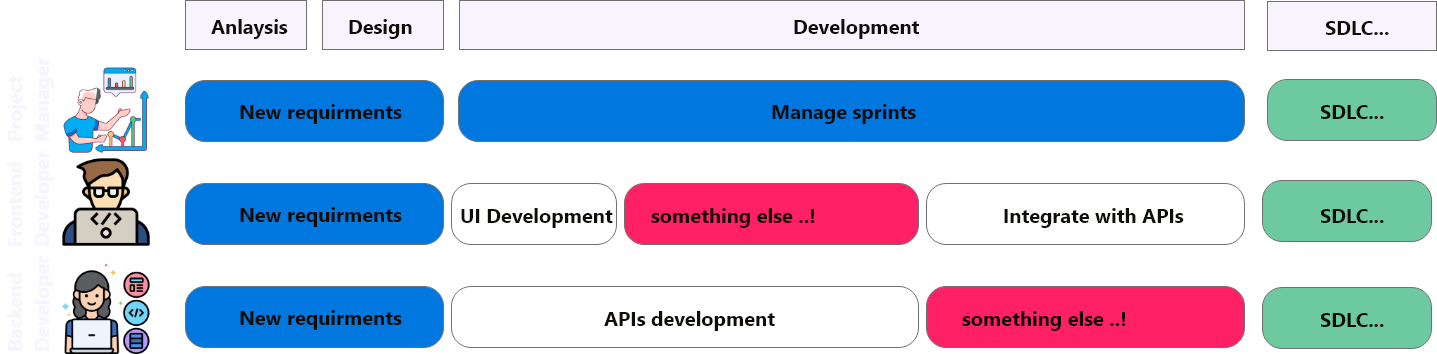 Anlaysis
Design
Development
SDLC...
Project
Manager
New requirments
Manage sprints
SDLC...
Frontend
Developer
New requirments
UI Development
something else ..!
Integrate with APIs
SDLC...
Backend
Developer
New requirments
APIs development
something else ..!
SDLC...